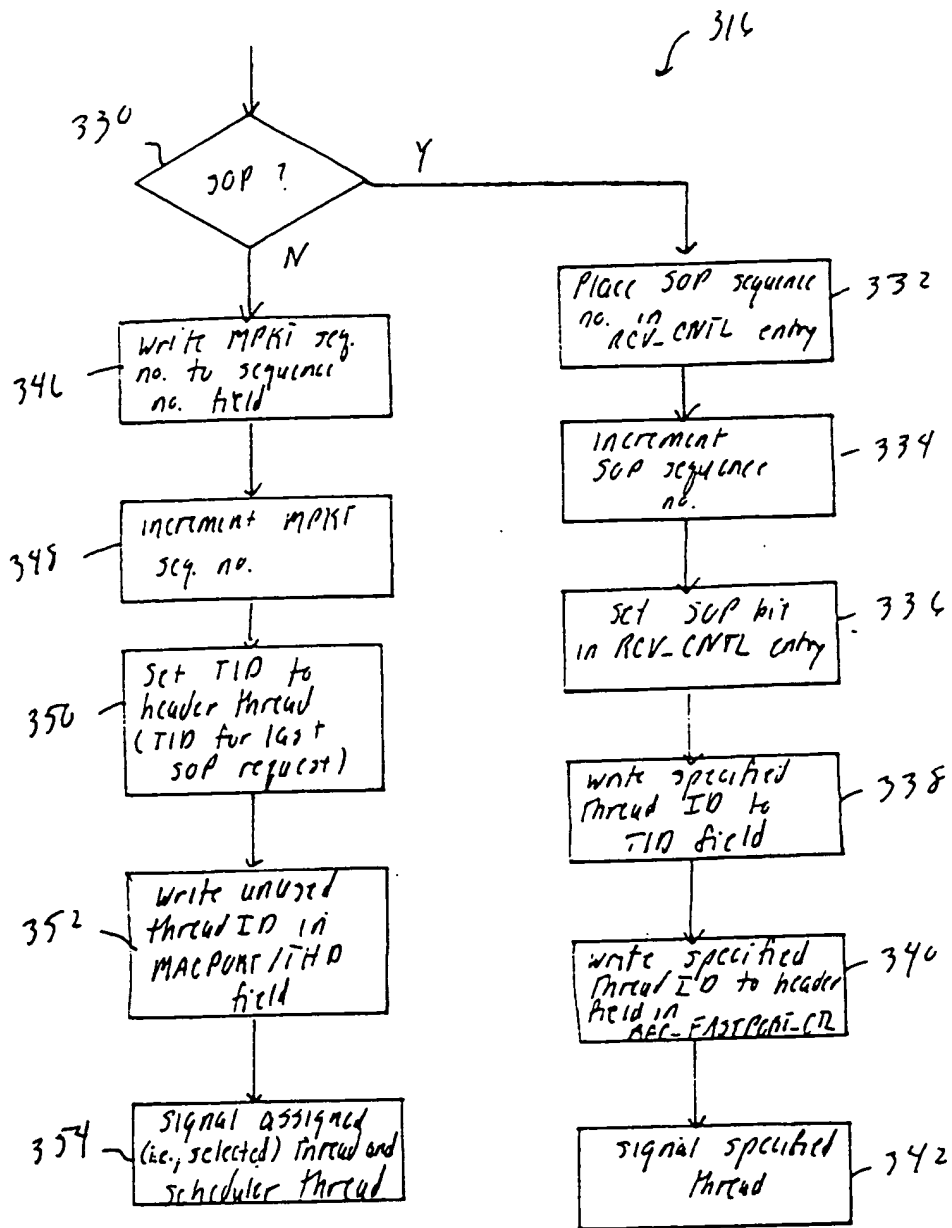 316
330
SOP ?
Y
N
Place SOP sequence
no. in
RCV_CNTL entry
332
Write MPKT seq.
no. to sequence
no. field
346
increment
SOP sequence
no.
334
increment MPKT
seq. no.
348
Set SOP bit
in RCV_CNTL entry
336
Set TID to
header thread
(TID for last
SOP request)
350
Write specified
thread ID to
TID field
338
Write unused
thread ID in
MACPORT/THD
field
352
Write specified
thread ID to header
field in
REC_FASTPORT_CTL
340
Signal assigned
(i.e., selected) thread and
scheduler thread
354
signal specified
thread
342